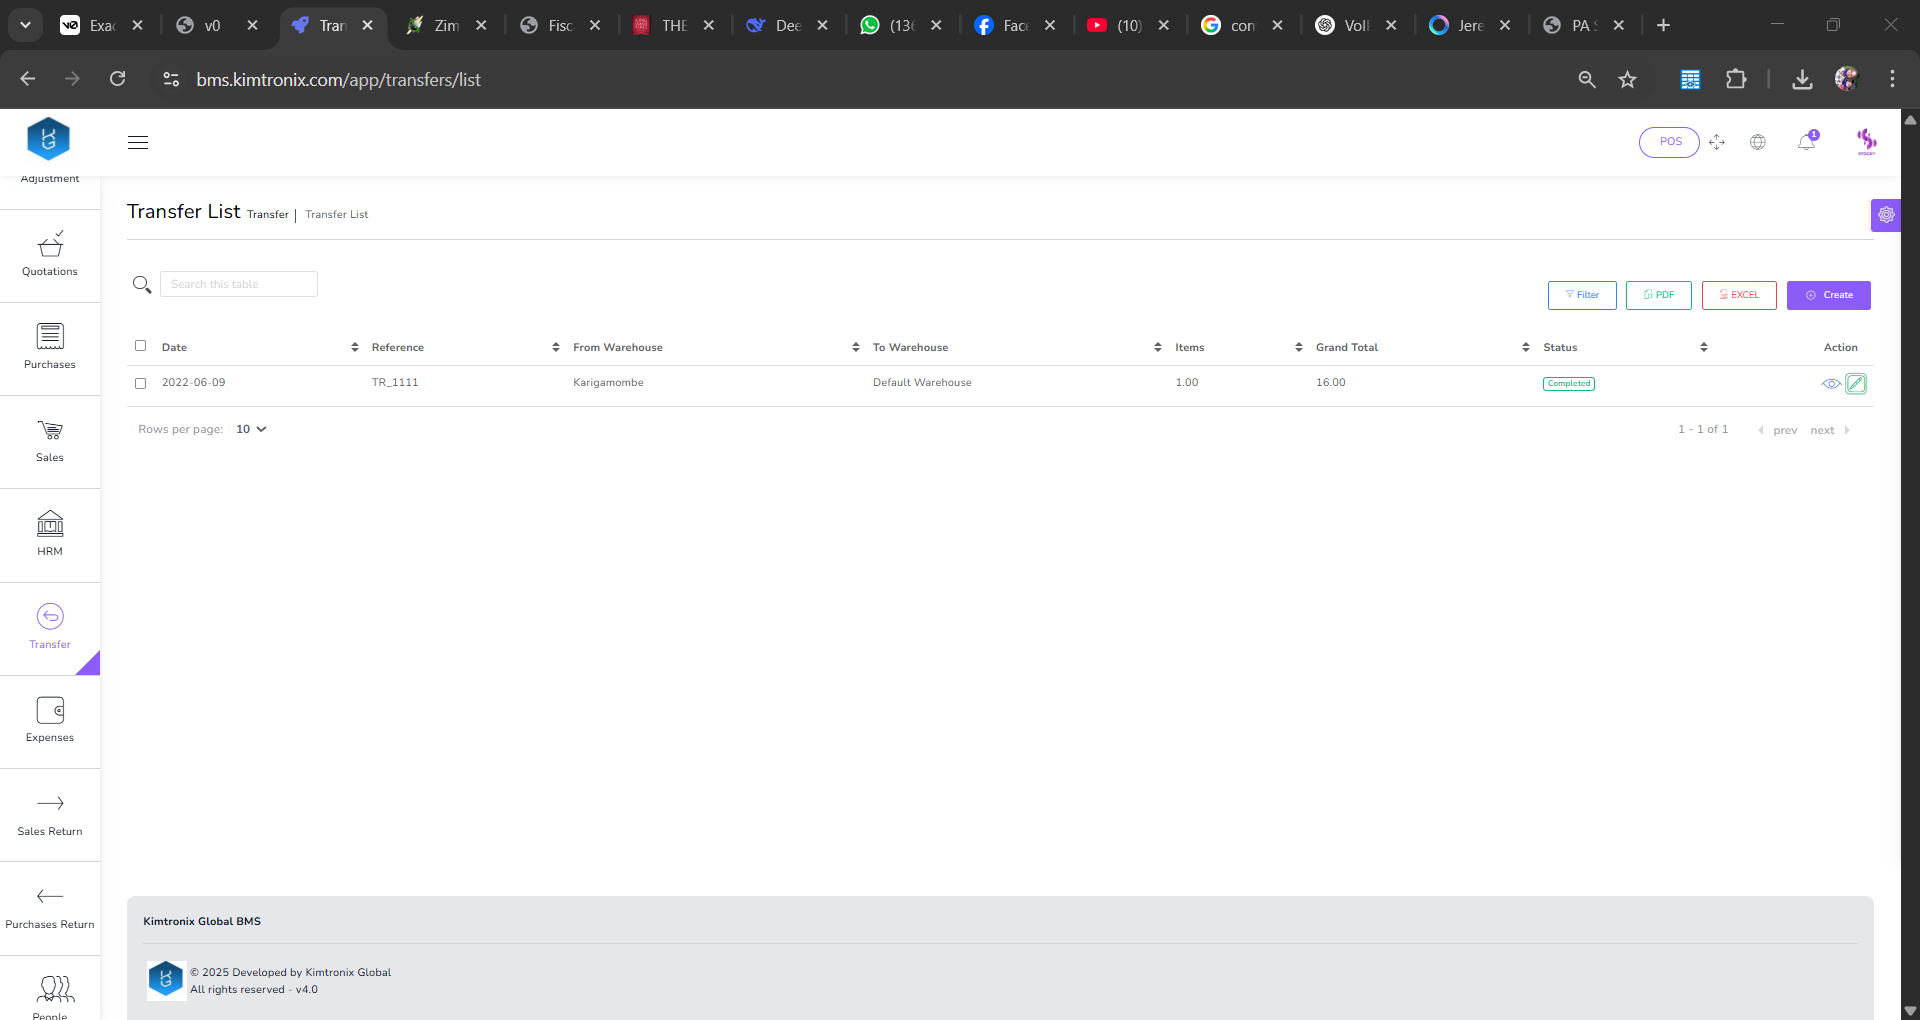 Exac
v0
Tran
Zim
Fisc
THE
Dee
(136
Face
(10)
con
VoIP
Jere
PA S
bms.kimtronix.com/app/transfers/list
POS
1
Adjustment
Quotations
Purchases
Sales
HRM
Transfer
Expenses
Sales Return
Purchases Return
People
Transfer List Transfer | Transfer List
Search this table
Filter PDF EXCEL Create
Date Reference From Warehouse To Warehouse Items Grand Total Status Action
2022-06-09 TR_1111 Karigamombe Default Warehouse 1.00 16.00 Completed
Rows per page: 10 1 - 1 of 1 prev next
Kimtronix Global BMS
© 2025 Developed by Kimtronix Global
All rights reserved - v4.0